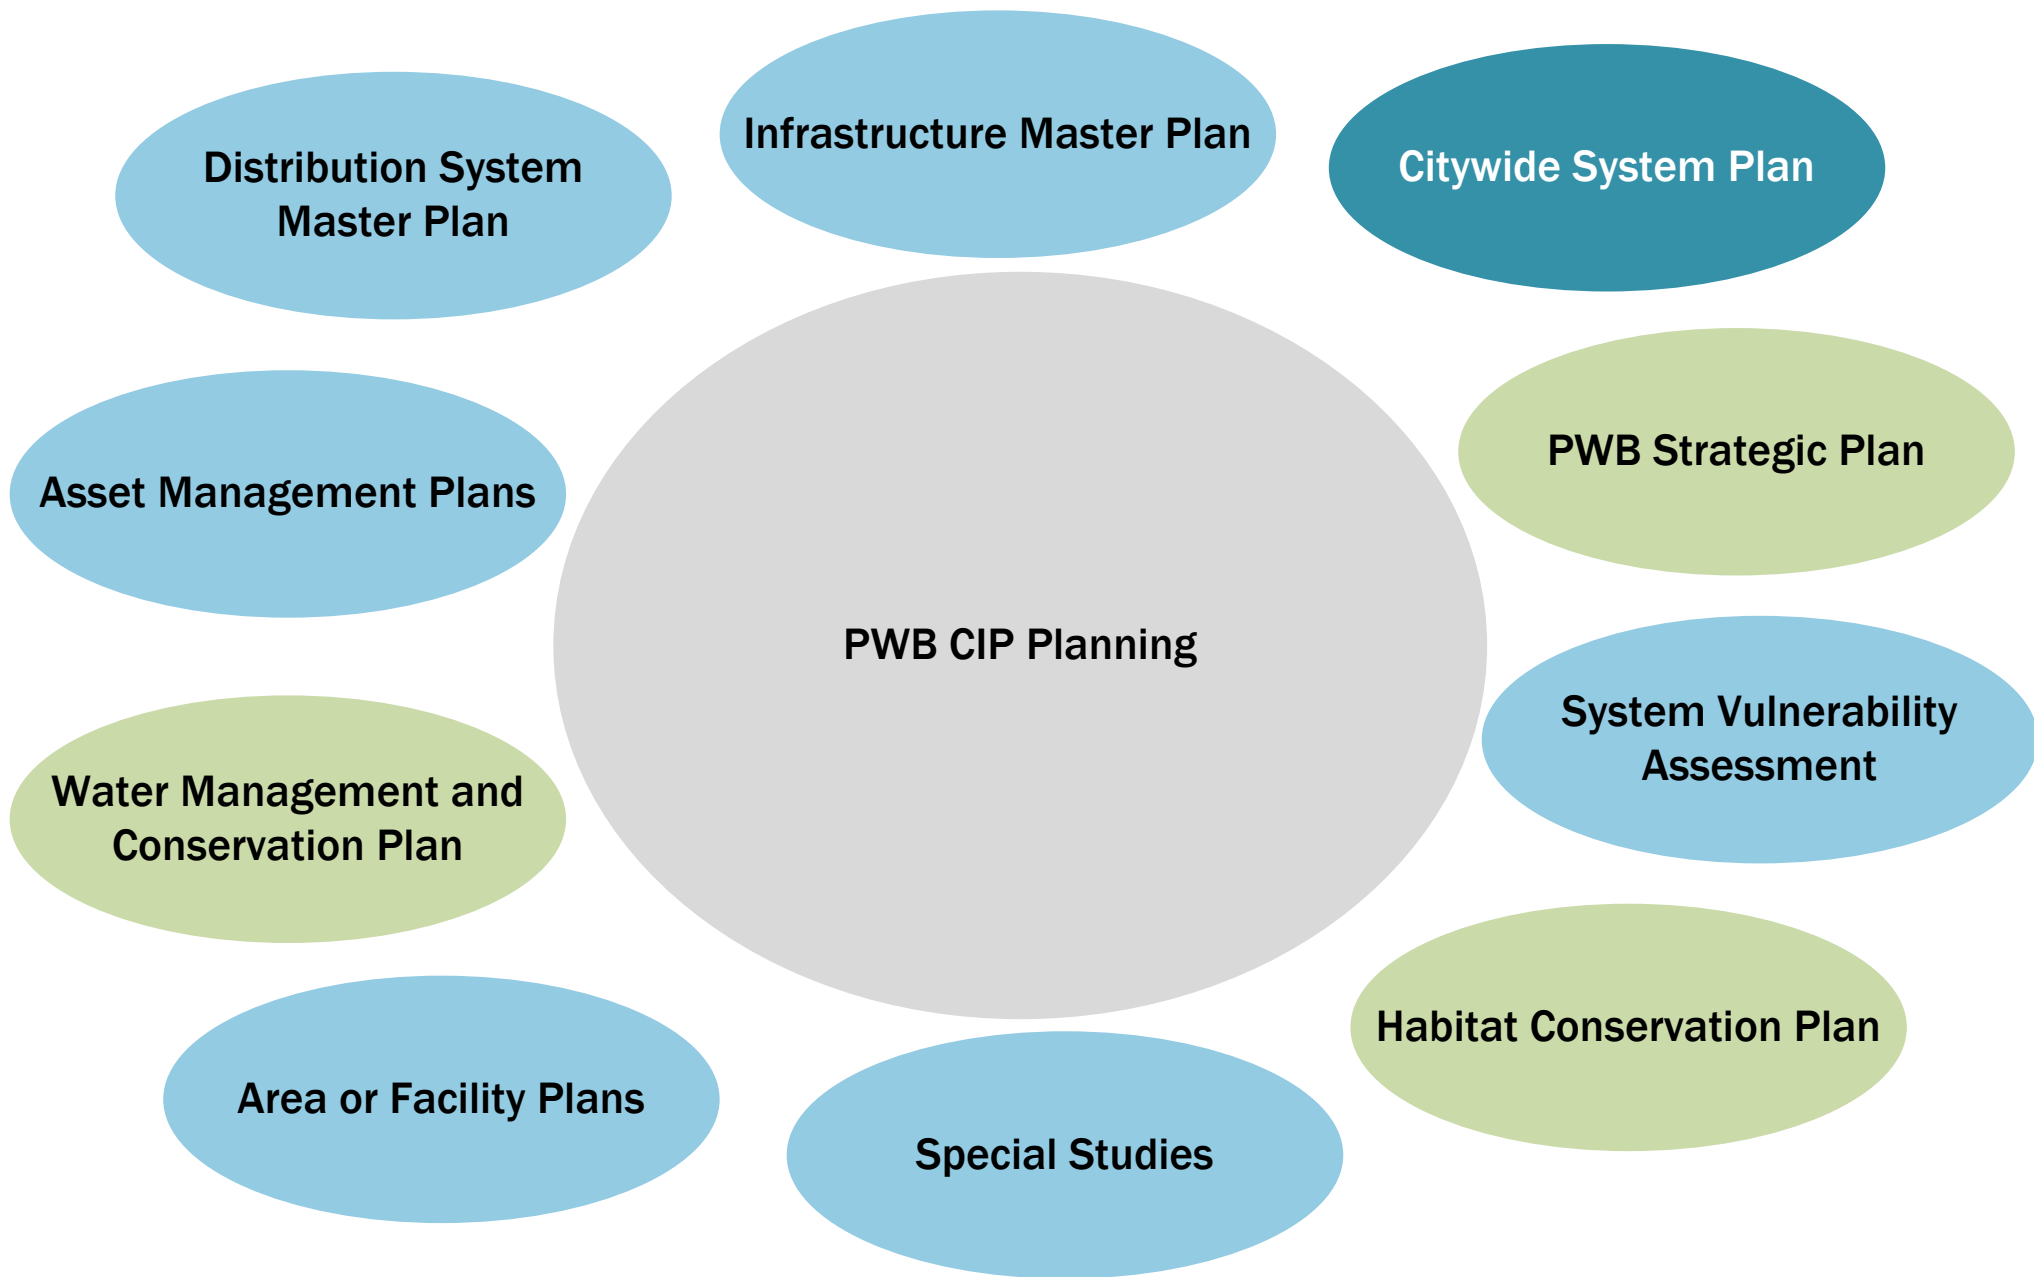 Infrastructure Master Plan
Distribution System
Master Plan
Citywide System Plan
Asset Management Plans
PWB Strategic Plan
PWB CIP Planning
System Vulnerability
Assessment
Water Management and
Conservation Plan
Habitat Conservation Plan
Area or Facility Plans
Special Studies